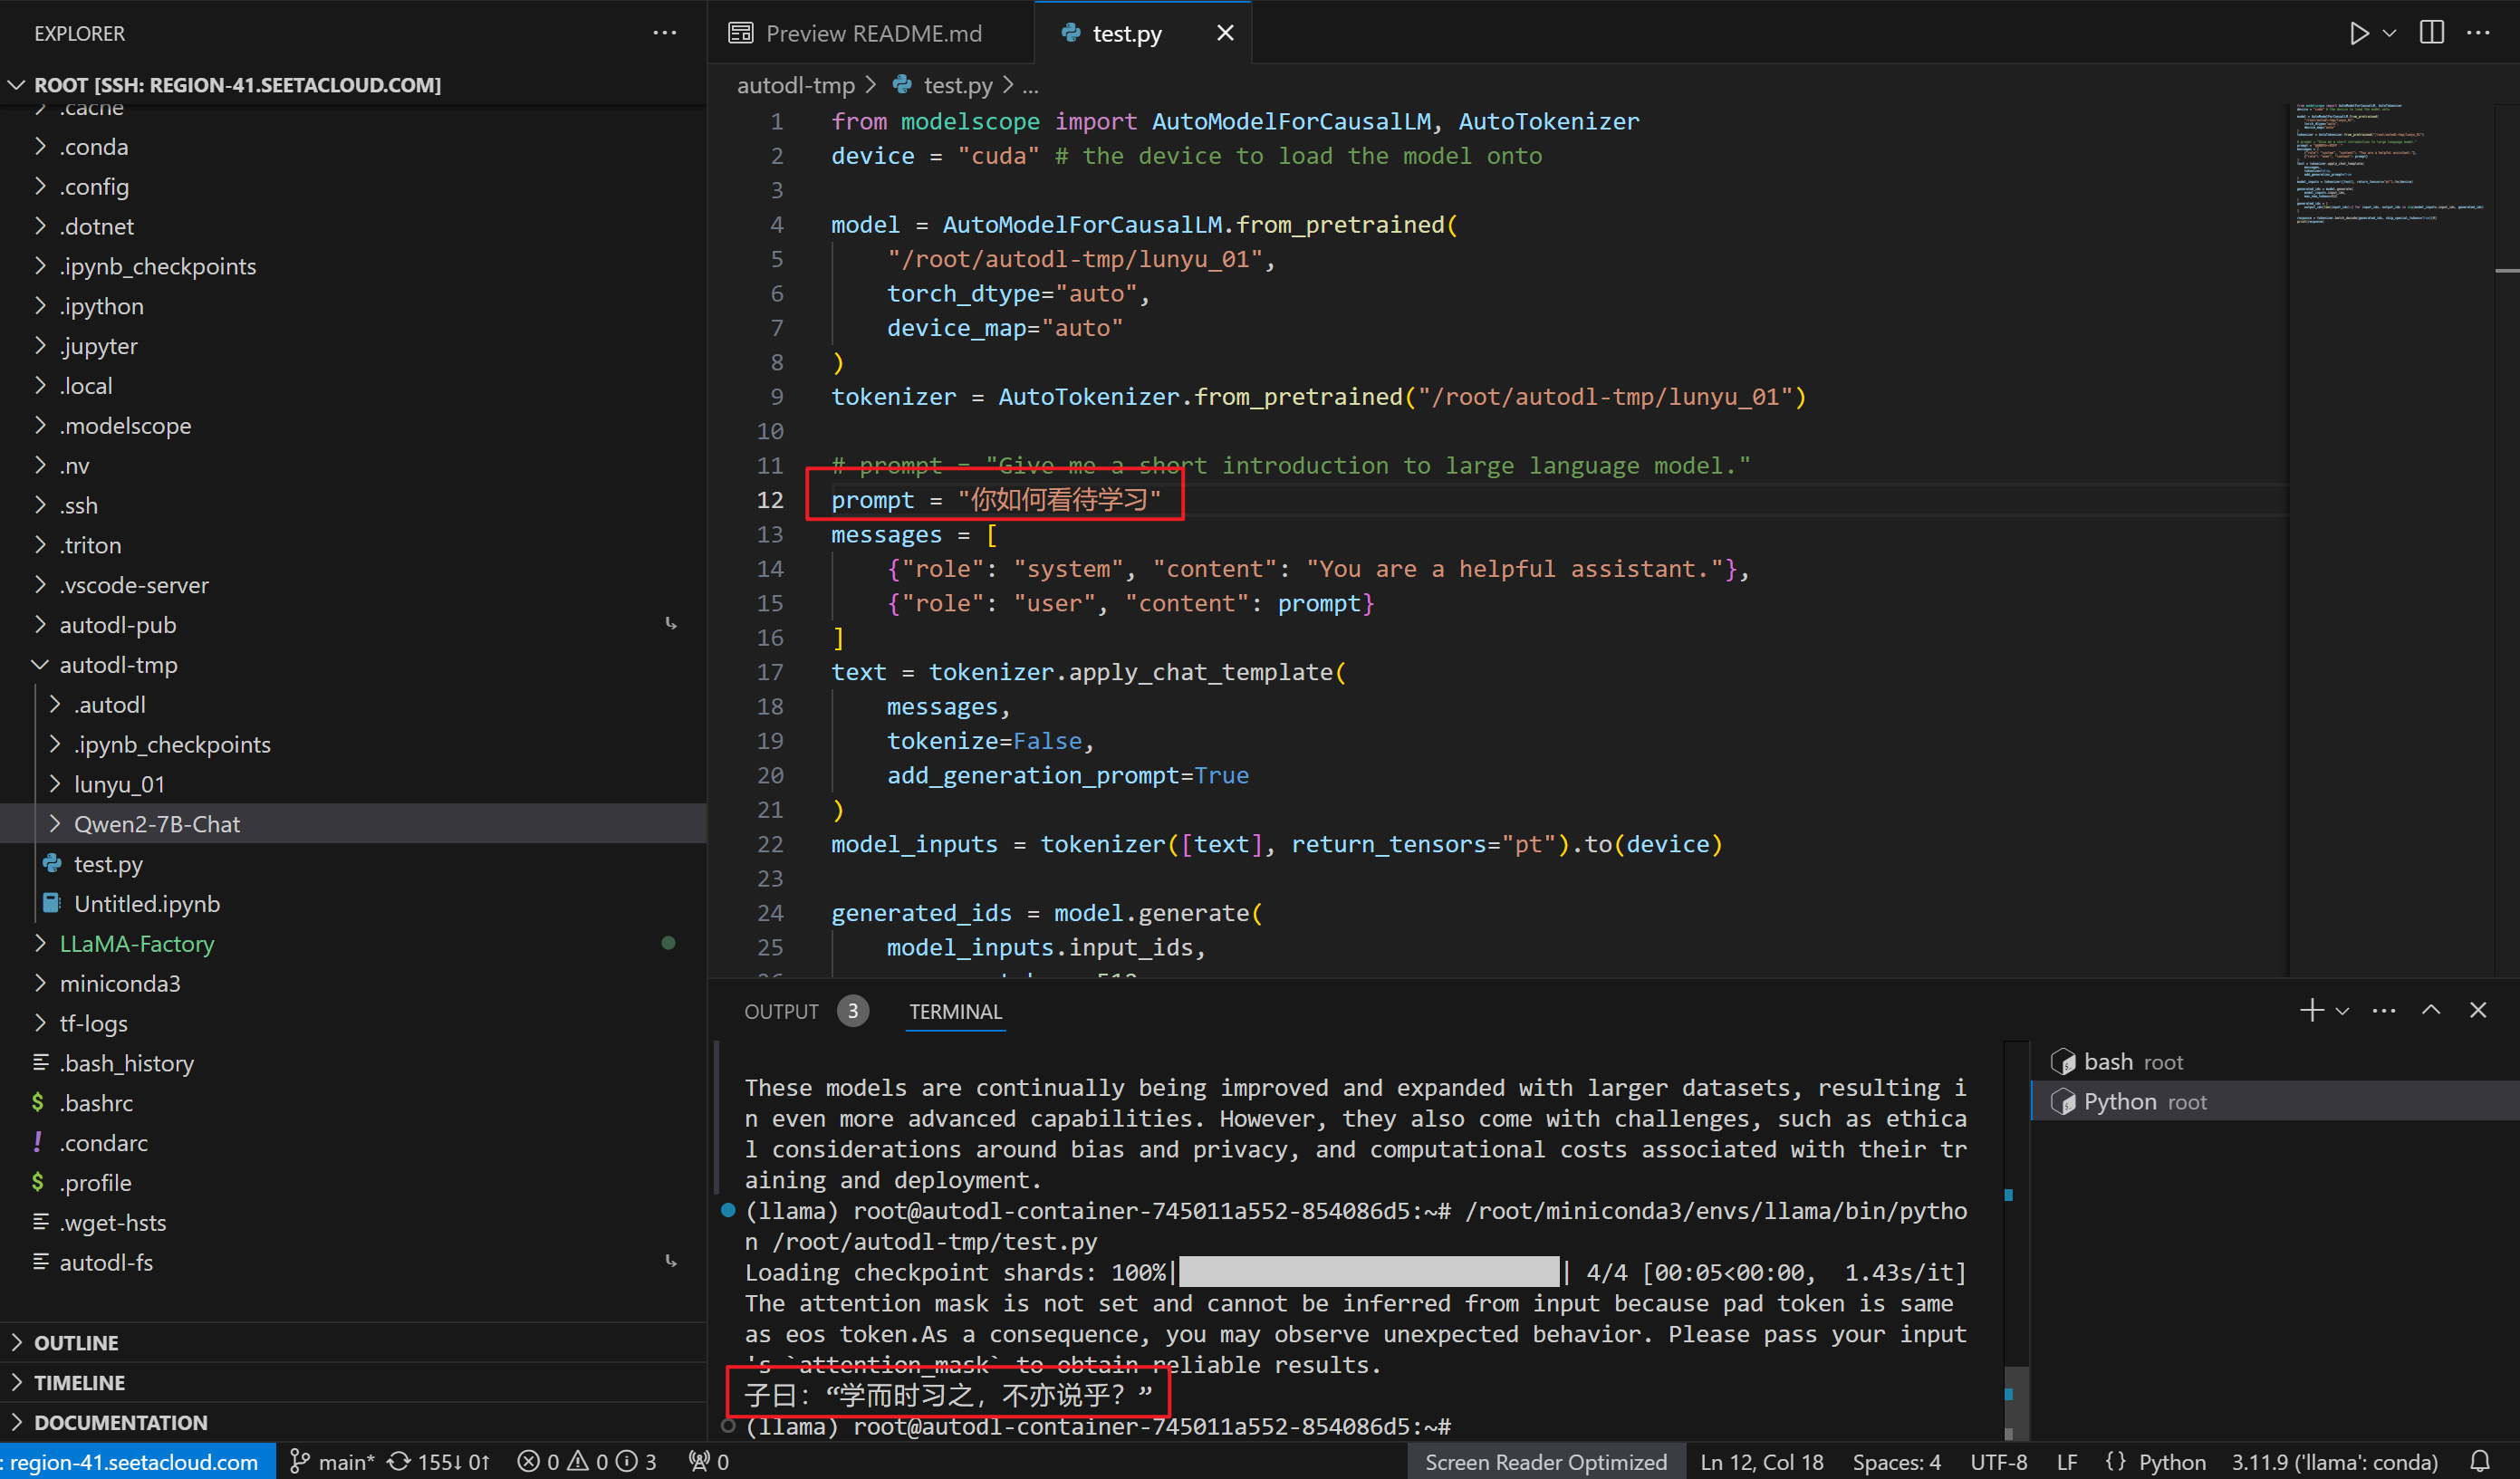 EXPLORER
ROOT [SSH: REGION-41.SEETACLOUD.COM]
.cache
.conda
.config
.dotnet
.ipynb_checkpoints
.ipython
.jupyter
.local
.modelscope
.nv
.ssh
.triton
.vscode-server
autodl-pub
autodl-tmp
.autodl
.ipynb_checkpoints
lunyu_01
Qwen2-7B-Chat
test.py
Untitled.ipynb
LLaMA-Factory
miniconda3
tf-logs
.bash_history
.bashrc
.condarc
.profile
.wget-hsts
autodl-fs
OUTLINE
TIMELINE
DOCUMENTATION
Preview README.md
test.py
autodl-tmp > test.py > ...
1 from modelscope import AutoModelForCausalLM, AutoTokenizer
2 device = "cuda" # the device to load the model onto
3
4 model = AutoModelForCausalLM.from_pretrained(
5 "/root/autodl-tmp/lunyu_01",
6 torch_dtype="auto",
7 device_map="auto"
8 )
9 tokenizer = AutoTokenizer.from_pretrained("/root/autodl-tmp/lunyu_01")
10
11 # prompt = "Give me a short introduction to large language model."
12 prompt = "你如何看待学习"
13 messages = [
14 {"role": "system", "content": "You are a helpful assistant."},
15 {"role": "user", "content": prompt}
16 ]
17 text = tokenizer.apply_chat_template(
18 messages,
19 tokenize=False,
20 add_generation_prompt=True
21 )
22 model_inputs = tokenizer([text], return_tensors="pt").to(device)
23
24 generated_ids = model.generate(
25 model_inputs.input_ids,
OUTPUT 3 TERMINAL
These models are continually being improved and expanded with larger datasets, resulting i
n even more advanced capabilities. However, they also come with challenges, such as ethica
l considerations around bias and privacy, and computational costs associated with their tr
aining and deployment.
(llama) root@autodl-container-745011a552-854086d5:~# /root/miniconda3/envs/llama/bin/pytho
n /root/autodl-tmp/test.py
Loading checkpoint shards: 100%| | 4/4 [00:05<00:00, 1.43s/it]
The attention mask is not set and cannot be inferred from input because pad token is same
as eos token.As a consequence, you may observe unexpected behavior. Please pass your input
's `attention_mask` to obtain reliable results.
子曰：“学而时习之，不亦说乎？”
(llama) root@autodl-container-745011a552-854086d5:~#
bash root
Python root
: region-41.seetacloud.com main* 155↓ 0↑ 0 0 3 0 Screen Reader Optimized Ln 12, Col 18 Spaces: 4 UTF-8 LF {} Python 3.11.9 ('llama': conda)